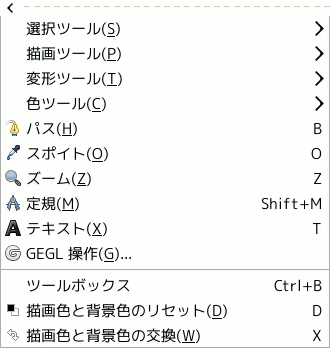 選択ツール(S)
描画ツール(P)
変形ツール(T)
色ツール(C)
パス(H) B
スポイト(O) O
ズーム(Z) Z
定規(M) Shift+M
テキスト(X) T
GEGL 操作(G)...
ツールボックス Ctrl+B
描画色と背景色のリセット(D) D
描画色と背景色の交換(W) X